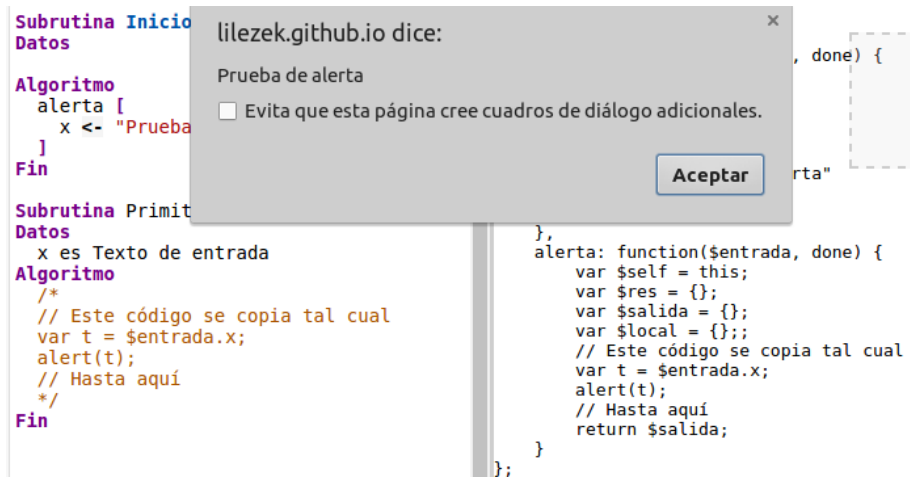 Subrutina Inicio
Datos
Algoritmo
alerta [
x <- "Prueba
]
Fin
Subrutina Primit
Datos
x es Texto de entrada
Algoritmo
/*
// Este código se copia tal cual
var t = $entrada.x;
alert(t);
// Hasta aquí
*/
Fin
lilezek.github.io dice:
×
Prueba de alerta
Evita que esta página cree cuadros de diálogo adicionales.
Aceptar
, done) {
rta"
},
alerta: function($entrada, done) {
var $self = this;
var $res = {};
var $salida = {};
var $local = {};;
// Este código se copia tal cual
var t = $entrada.x;
alert(t);
// Hasta aquí
return $salida;
}
};